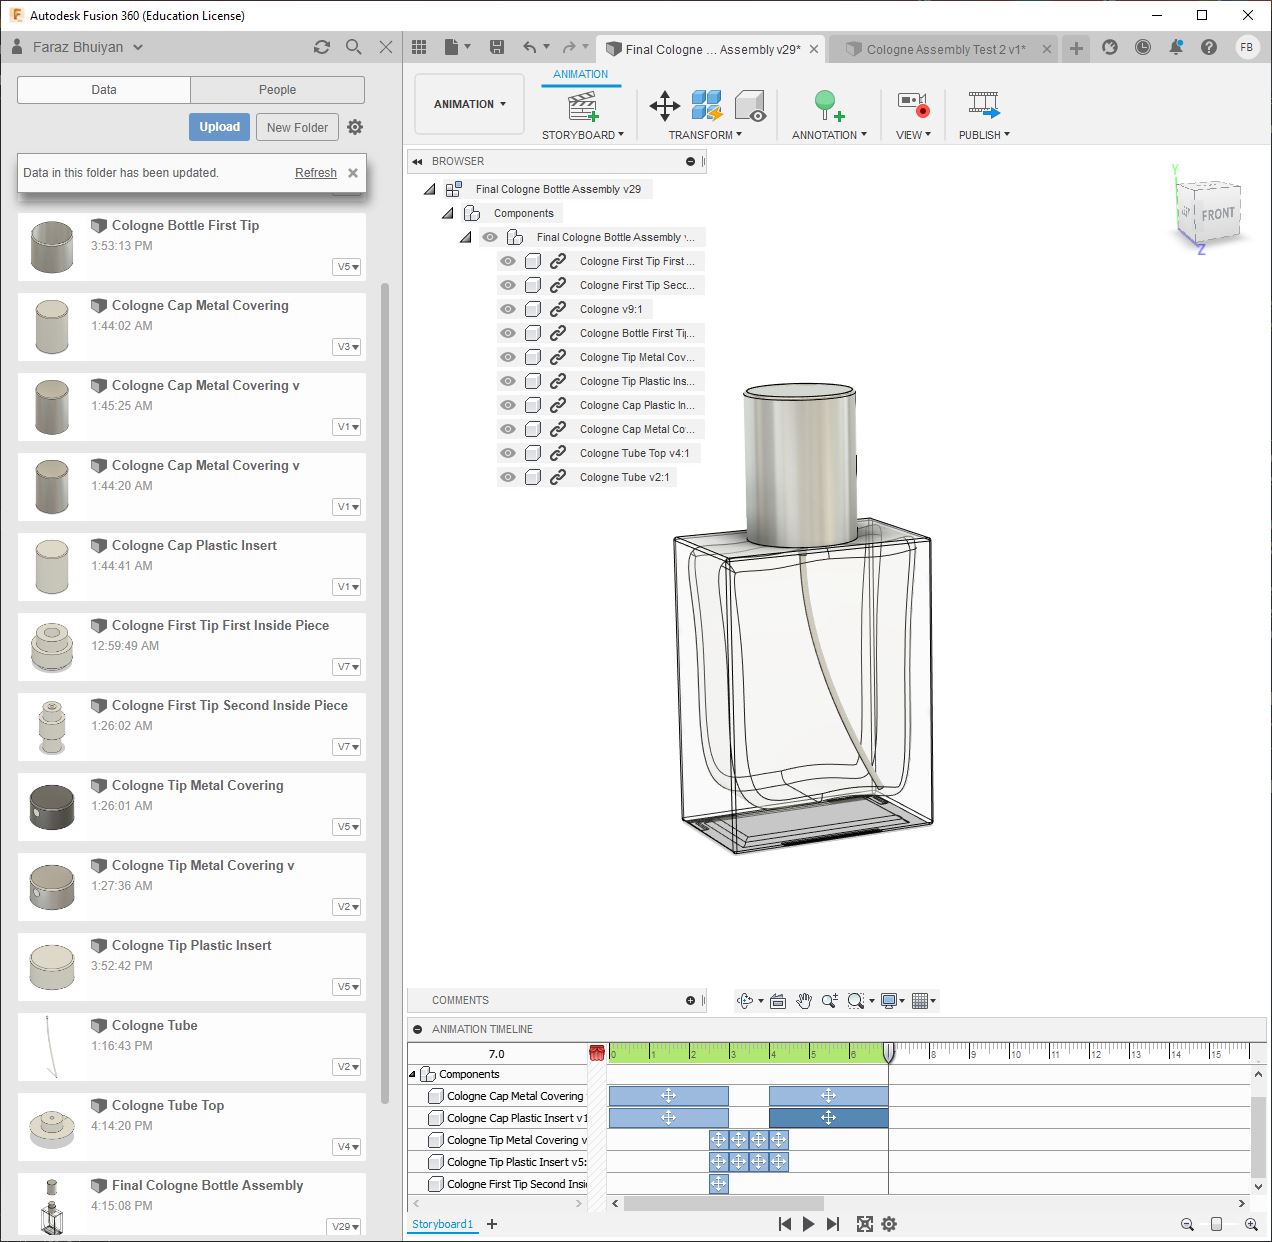 Autodesk Fusion 360 (Education License)
Faraz Bhuiyan
Final Cologne ... Assembly v29*
Cologne Assembly Test 2 v1*
FB
Data
People
Upload
New Folder
Data in this folder has been updated.
Refresh
Cologne Bottle First Tip
3:53:13 PM
V5
Cologne Cap Metal Covering
1:44:02 AM
V3
Cologne Cap Metal Covering v
1:45:25 AM
V1
Cologne Cap Metal Covering v
1:44:20 AM
V1
Cologne Cap Plastic Insert
1:44:41 AM
V1
Cologne First Tip First Inside Piece
12:59:49 AM
V7
Cologne First Tip Second Inside Piece
1:26:02 AM
V7
Cologne Tip Metal Covering
1:26:01 AM
V5
Cologne Tip Metal Covering v
1:27:36 AM
V2
Cologne Tip Plastic Insert
3:52:42 PM
V5
Cologne Tube
1:16:43 PM
V2
Cologne Tube Top
4:14:20 PM
V4
Final Cologne Bottle Assembly
4:15:08 PM
V29
ANIMATION
ANIMATION
STORYBOARD
TRANSFORM
ANNOTATION
VIEW
PUBLISH
BROWSER
Final Cologne Bottle Assembly v29
Components
Final Cologne Bottle Assembly ...
Cologne First Tip First ...
Cologne First Tip Sec...
Cologne v9:1
Cologne Bottle First Ti...
Cologne Tip Metal Cov...
Cologne Tip Plastic Ins...
Cologne Cap Plastic In...
Cologne Cap Metal Co...
Cologne Tube Top v4:1
Cologne Tube v2:1
Y
FRONT
Z
COMMENTS
ANIMATION TIMELINE
7.0
0 1 2 3 4 5 6 8 9 10 11 12 13 14 15
Components
Cologne Cap Metal Covering
Cologne Cap Plastic Insert v1
Cologne Tip Metal Covering v
Cologne Tip Plastic Insert v5:
Cologne First Tip Second Insi
Storyboard1